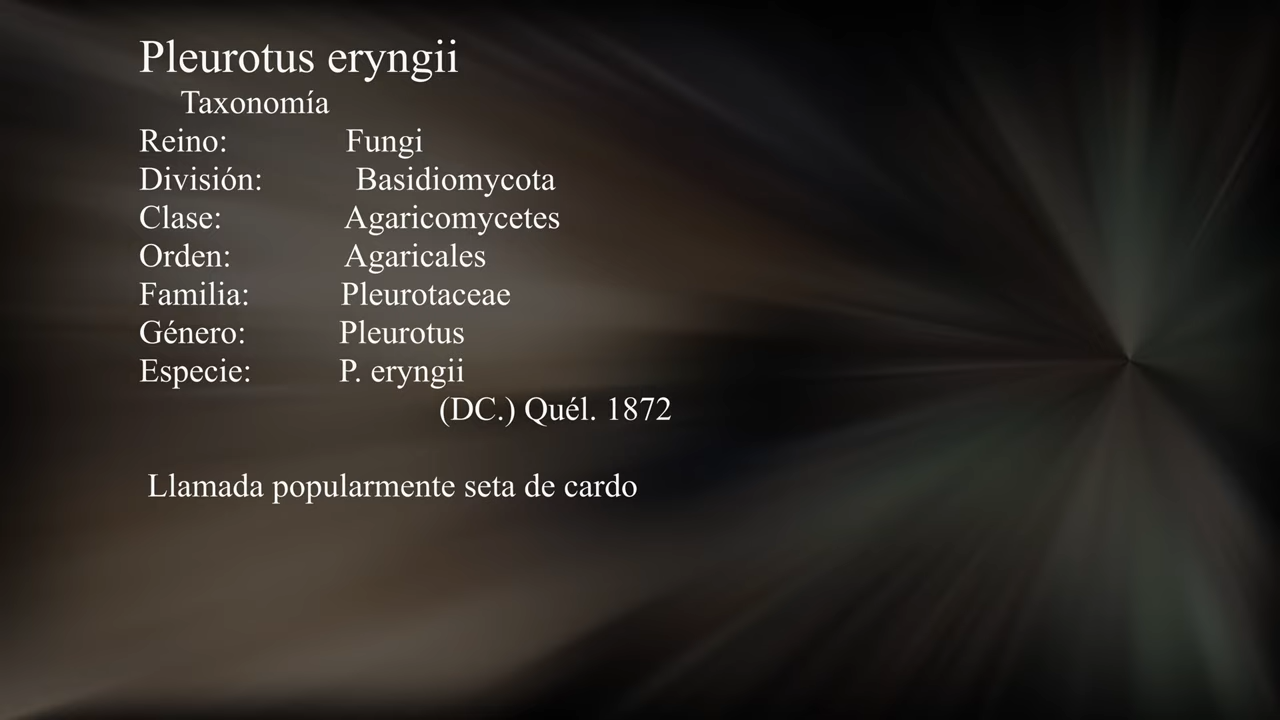 Pleurotus eryngii
Taxonomía
Reino: Fungi
División: Basidiomycota
Clase: Agaricomycetes
Orden: Agaricales
Familia: Pleurotaceae
Género: Pleurotus
Especie: P. eryngii
(DC.) Quél. 1872
Llamada popularmente seta de cardo